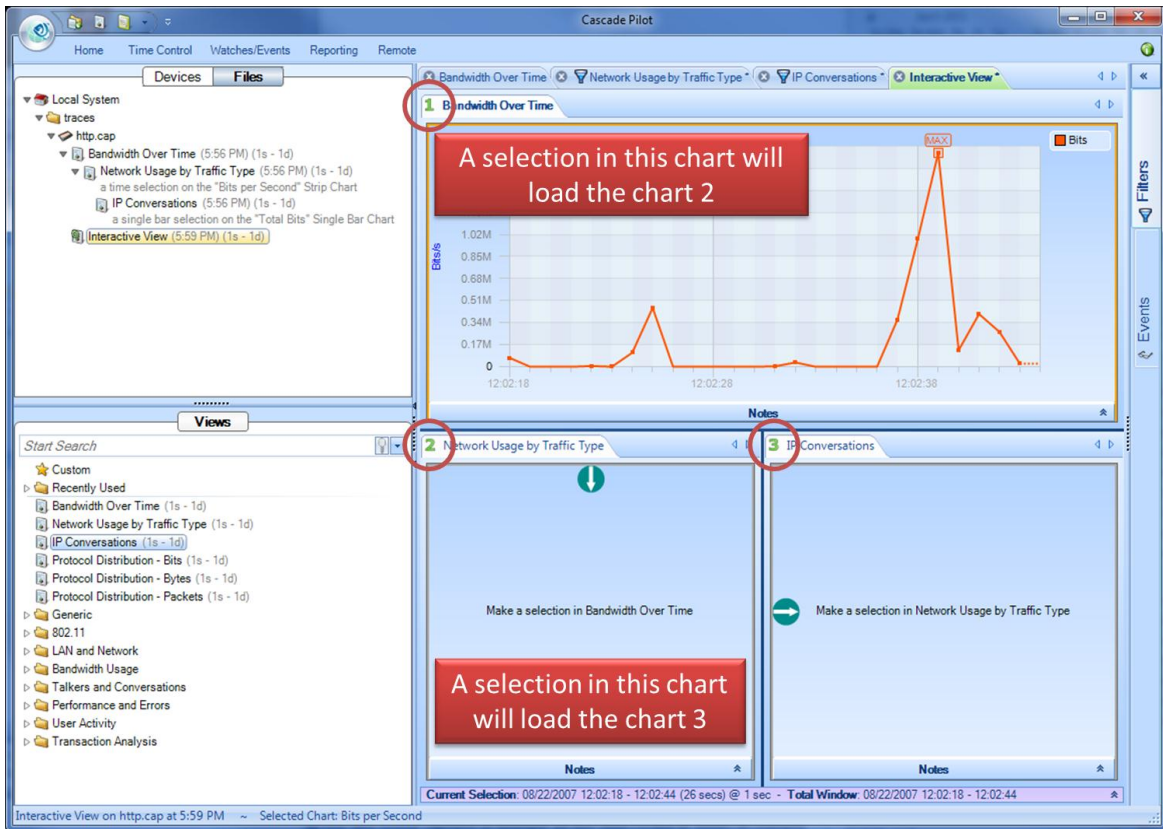 Cascade Pilot
Home Time Control Watches/Events Reporting Remote
Devices Files
Local System
traces
http.cap
Bandwidth Over Time (5:56 PM) (1s - 1d)
Network Usage by Traffic Type (5:56 PM) (1s - 1d)
a time selection on the "Bits per Second" Strip Chart
IP Conversations (5:56 PM) (1s - 1d)
a single bar selection on the "Total Bits" Single Bar Chart
Interactive View (5:59 PM) (1s - 1d)
Views
Start Search
Custom
Recently Used
Bandwidth Over Time (1s - 1d)
Network Usage by Traffic Type (1s - 1d)
IP Conversations (1s - 1d)
Protocol Distribution - Bits (1s - 1d)
Protocol Distribution - Bytes (1s - 1d)
Protocol Distribution - Packets (1s - 1d)
Generic
802.11
LAN and Network
Bandwidth Usage
Talkers and Conversations
Performance and Errors
User Activity
Transaction Analysis
Bandwidth Over Time Network Usage by Traffic Type * IP Conversations * Interactive View *
1 Bandwidth Over Time
A selection in this chart will
load the chart 2
MAX
Bits
Bits/s
1.02M
0.85M
0.68M
0.51M
0.34M
0.17M
0
12:02:18 12:02:28 12:02:38
Notes
2 Network Usage by Traffic Type
Make a selection in Bandwidth Over Time
A selection in this chart
will load the chart 3
Notes
3 IP Conversations
Make a selection in Network Usage by Traffic Type
Notes
Current Selection: 08/22/2007 12:02:18 - 12:02:44 (26 secs) @ 1 sec - Total Window: 08/22/2007 12:02:18 - 12:02:44
Filters
Events
Interactive View on http.cap at 5:59 PM ~ Selected Chart: Bits per Second